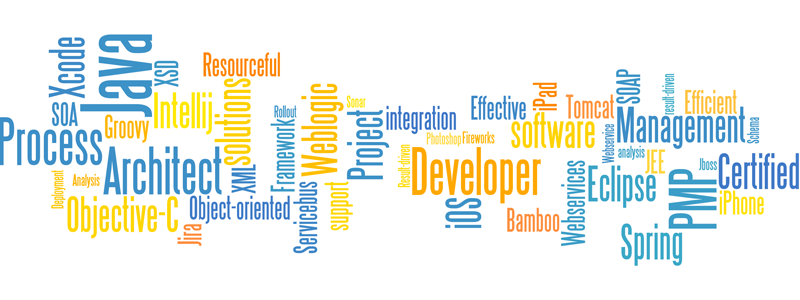 Xcode
Java
XSD
Resourceful
SOA
Groovy
Intellij
Solutions
Process
Architect
XML
Deployment
Analysis
Objective-C
Object-oriented
Jira
Rollout
Framework
Weblogic
Sonar
Project
integration
Servicebus
support
Result-driven
Photoshop
Fireworks
Effective
iPad
software
Developer
iOS
Tomcat
SOAP
result-driven
Efficient
Webservice
Management
Schema
analysis
JEE
Jboss
Certified
Webservices
Eclipse
PMP
iPhone
Bamboo
Spring